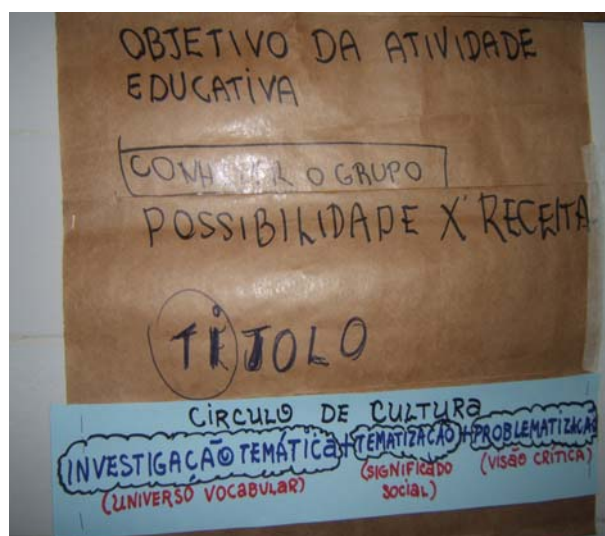 OBJETIVO DA ATIVIDADE
EDUCATIVA
CONHECER O GRUPO
POSSIBILIDADE X RECEITA
TIJOLO
CÍRCULO DE CULTURA
INVESTIGAÇÃO TEMÁTICA + TEMATIZAÇÃO + PROBLEMATIZAÇÃO
(UNIVERSO VOCABULAR) (SIGNIFICADO SOCIAL) (VISÃO CRÍTICA)